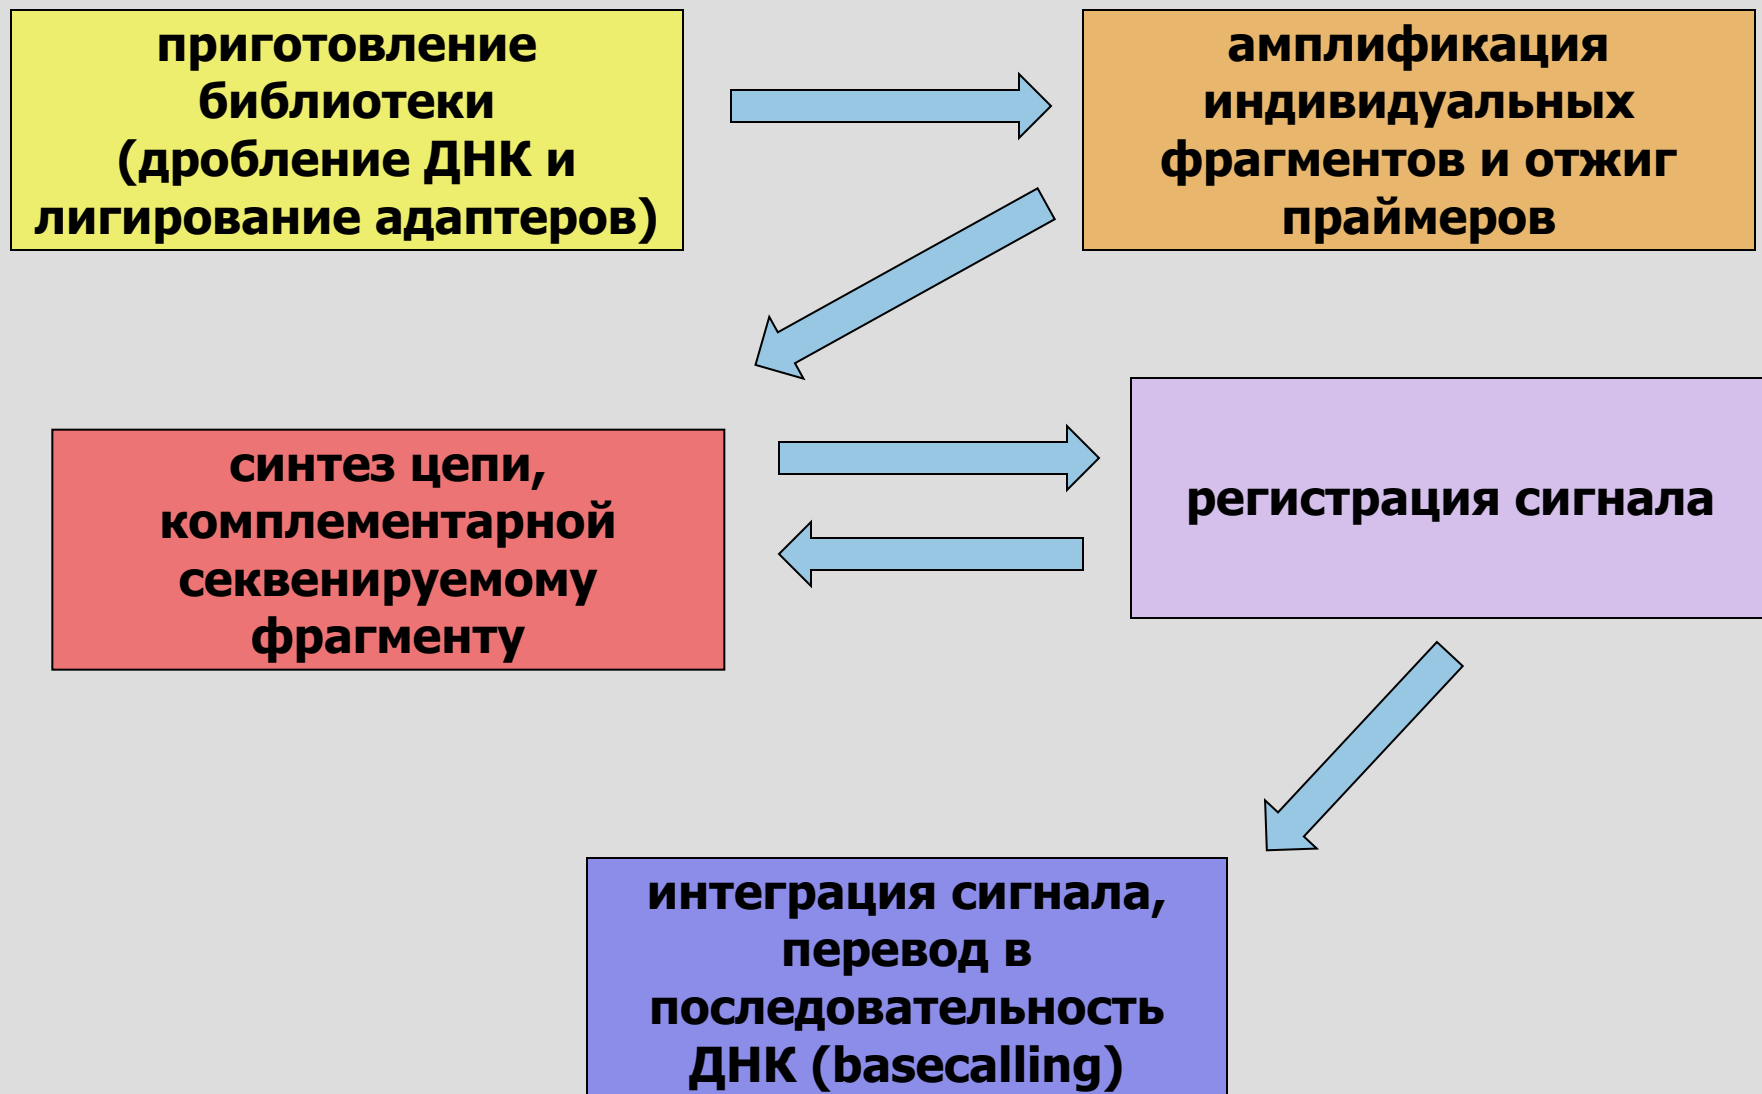 приготовление
библиотеки
(дробление ДНК и
лигирование адаптеров)
амплификация
индивидуальных
фрагментов и отжиг
праймеров
синтез цепи,
комплементарной
секвенируемому
фрагменту
регистрация сигнала
интеграция сигнала,
перевод в
последовательность
ДНК (basecalling)